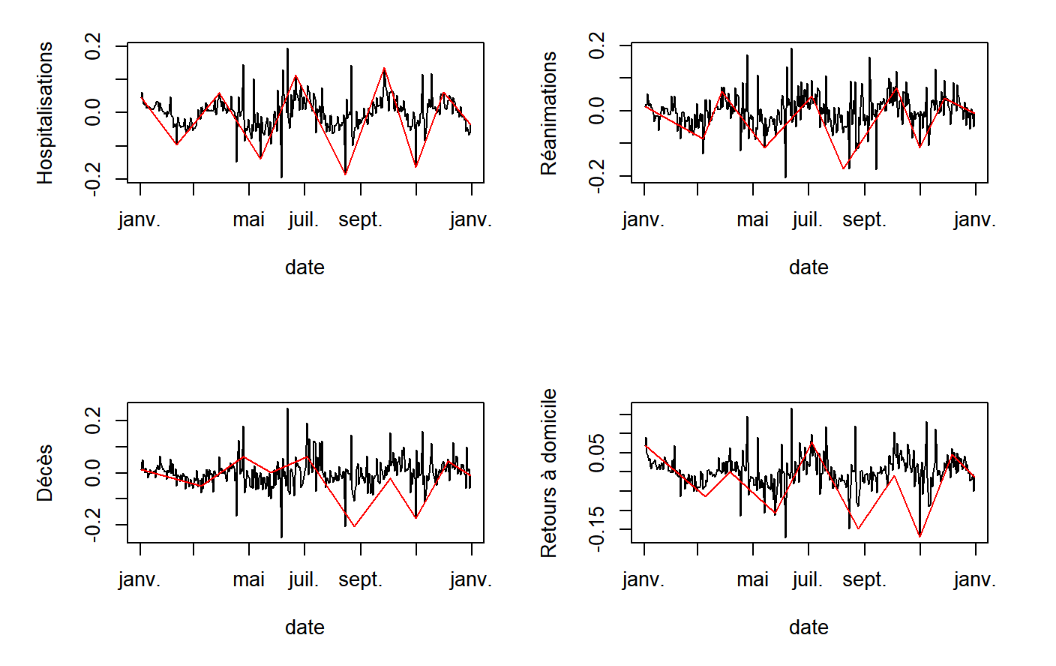 Hospitalisations
0.2
0.0
-0.2
janv.
mai
juil.
sept.
janv.
date
Réanimations
0.2
0.0
-0.2
janv.
mai
juil.
sept.
janv.
date
Décès
0.2
0.0
-0.2
janv.
mai
juil.
sept.
janv.
date
Retours à domicile
0.05
-0.15
janv.
mai
juil.
sept.
janv.
date